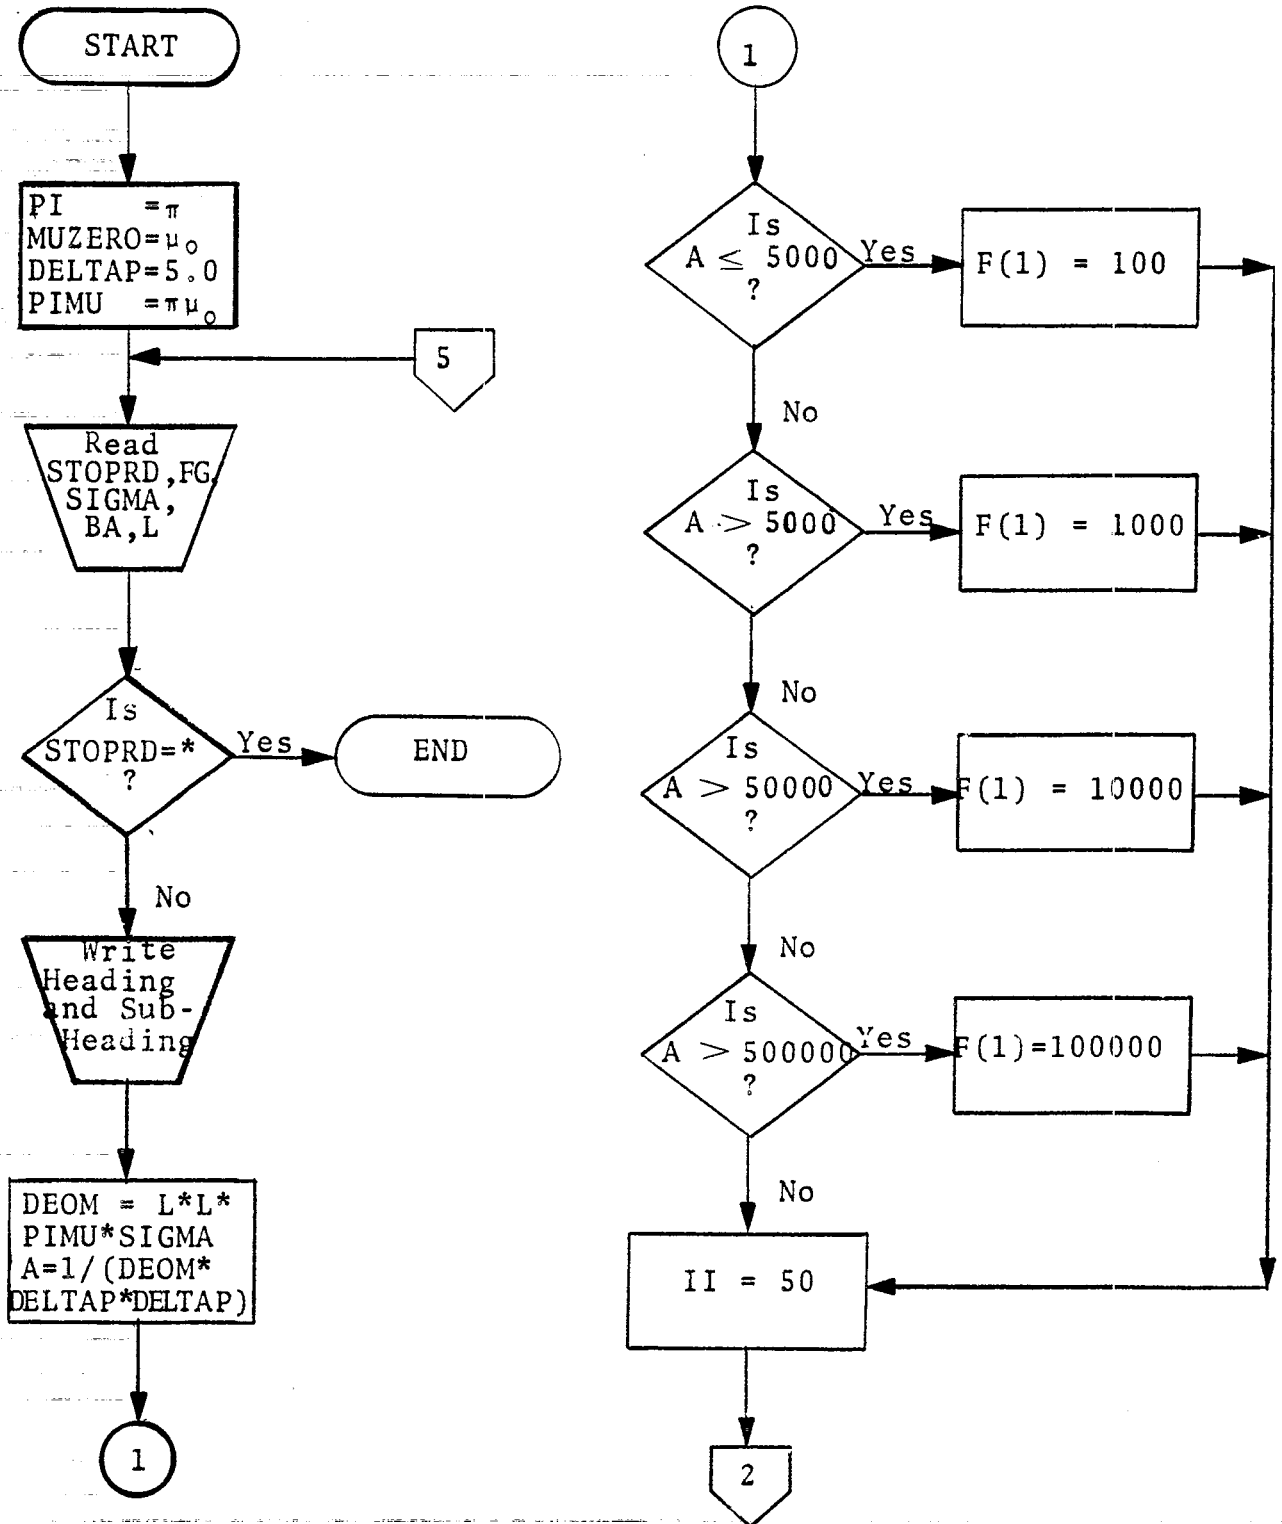 START
PI =π
MUZERO=μo
DELTAP=5.0
PIMU =πμo
5
Read
STOPRD,FG,
SIGMA,
BA,L
Is
STOPRD=*
?
Yes
END
No
Write
Heading
and Sub-
Heading
DEOM = L*L*
PIMU*SIGMA
A=1/(DEOM*
DELTAP*DELTAP)
1
1
Is
A ≤ 5000
?
Yes
F(1) = 100
No
Is
A > 5000
?
Yes
F(1) = 1000
No
Is
A > 50000
?
Yes
F(1) = 10000
No
Is
A > 500000
?
Yes
F(1)=100000
No
II = 50
2